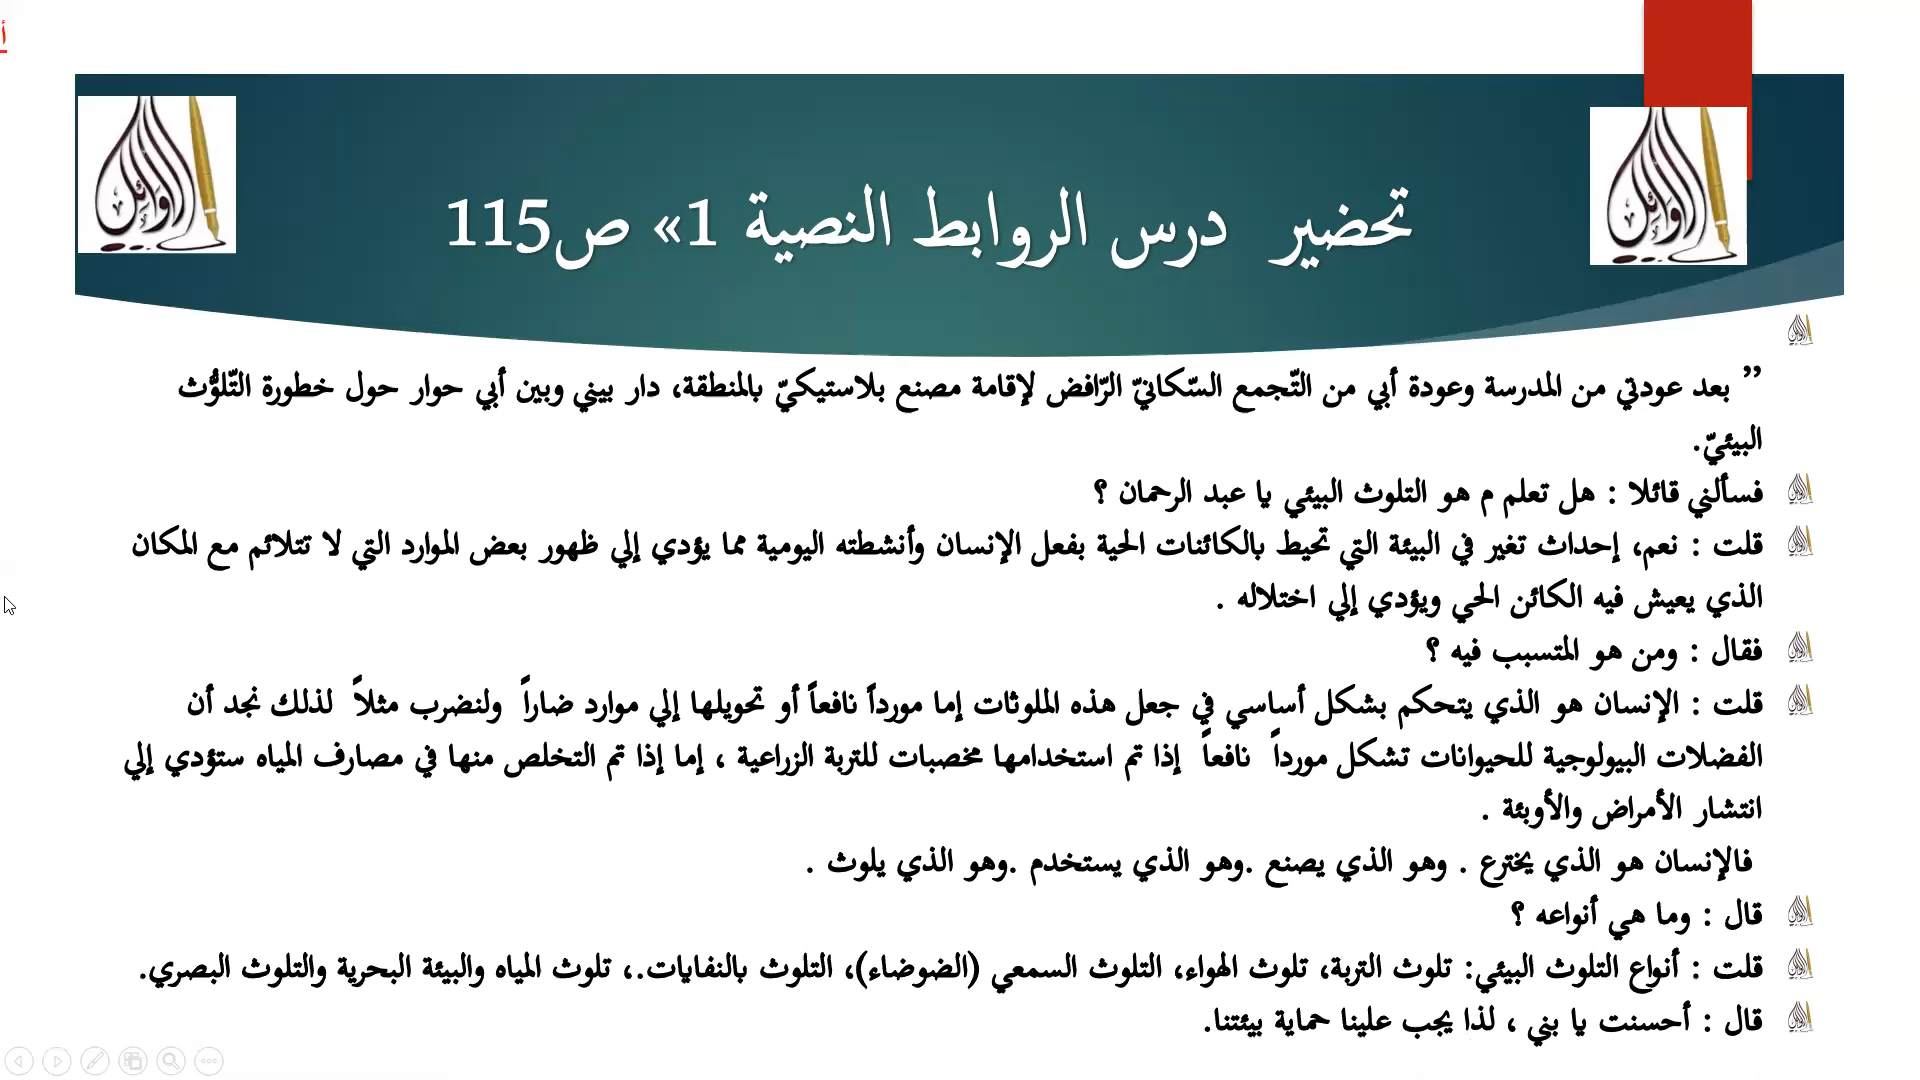 أ
تحضير درس الروابط النصية 1» ص115
” بعد عودتي من المدرسة وعودة أبي من التّجمع السّكانيّ الرّافض لإقامة مصنع بلاستيكيّ بالمنطقة، دار بيني وبين أبي حوار حول خطورة التّلوُّث
البيئيّ.
فسألني قائلا : هل تعلم م هو التلوث البيئي يا عبد الرحمان ؟
قلت : نعم، إحداث تغير في البيئة التي تحيط بالكائنات الحية بفعل الإنسان وأنشطته اليومية مما يؤدي إلي ظهور بعض الموارد التي لا تتلائم مع المكان
الذي يعيش فيه الكائن الحي ويؤدي إلي اختلاله .
فقال : ومن هو المتسبب فيه ؟
قلت : الإنسان هو الذي يتحكم بشكل أساسي في جعل هذه الملوثات إما مورداً نافعاً أو تحويلها إلي موارد ضاراً ولنضرب مثلاً لذلك نجد أن
الفضلات البيولوجية للحيوانات تشكل مورداً نافعاً إذا تم استخدامها مخصبات للتربة الزراعية ، إما إذا تم التخلص منها في مصارف المياه ستؤدي إلي
انتشار الأمراض والأوبئة .
فالإنسان هو الذي يخترع . وهو الذي يصنع .وهو الذي يستخدم .وهو الذي يلوث .
قال : وما هي أنواعه ؟
قلت : أنواع التلوث البيئي: تلوث التربة، تلوث الهواء، التلوث السمعي (الضوضاء)، التلوث بالنفايات.، تلوث المياه والبيئة البحرية والتلوث البصري.
قال : أحسنت يا بني ، لذا يجب علينا حماية بيئتنا.